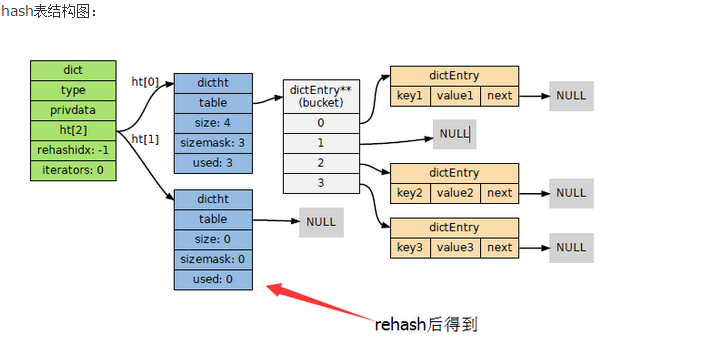 hash表结构图：
dict
type
privdata
ht[2]
rehashidx: -1
iterators: 0
ht[0]
ht[1]
dictht
table
size: 4
sizemask: 3
used: 3
dictht
table
size: 0
sizemask: 0
used: 0
NULL
dictEntry**
(bucket)
0
1
2
3
dictEntry
key1 value1 next
NULL
NULL
dictEntry
key2 value2 next
NULL
dictEntry
key3 value3 next
NULL
rehash后得到